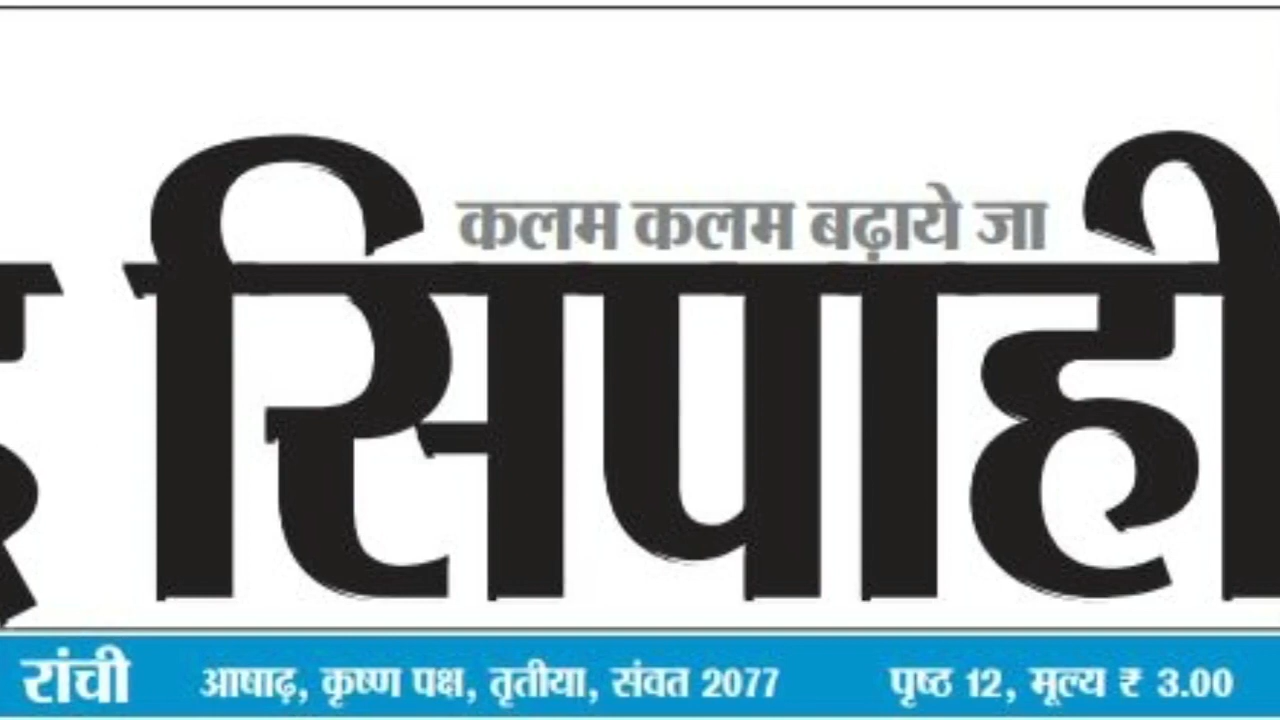 कलम कलम बढ़ाये जा
सिपाही
रांची आषाढ़, कृष्ण पक्ष, तृतीया, संवत 2077 पृष्ठ 12, मूल्य ₹ 3.00